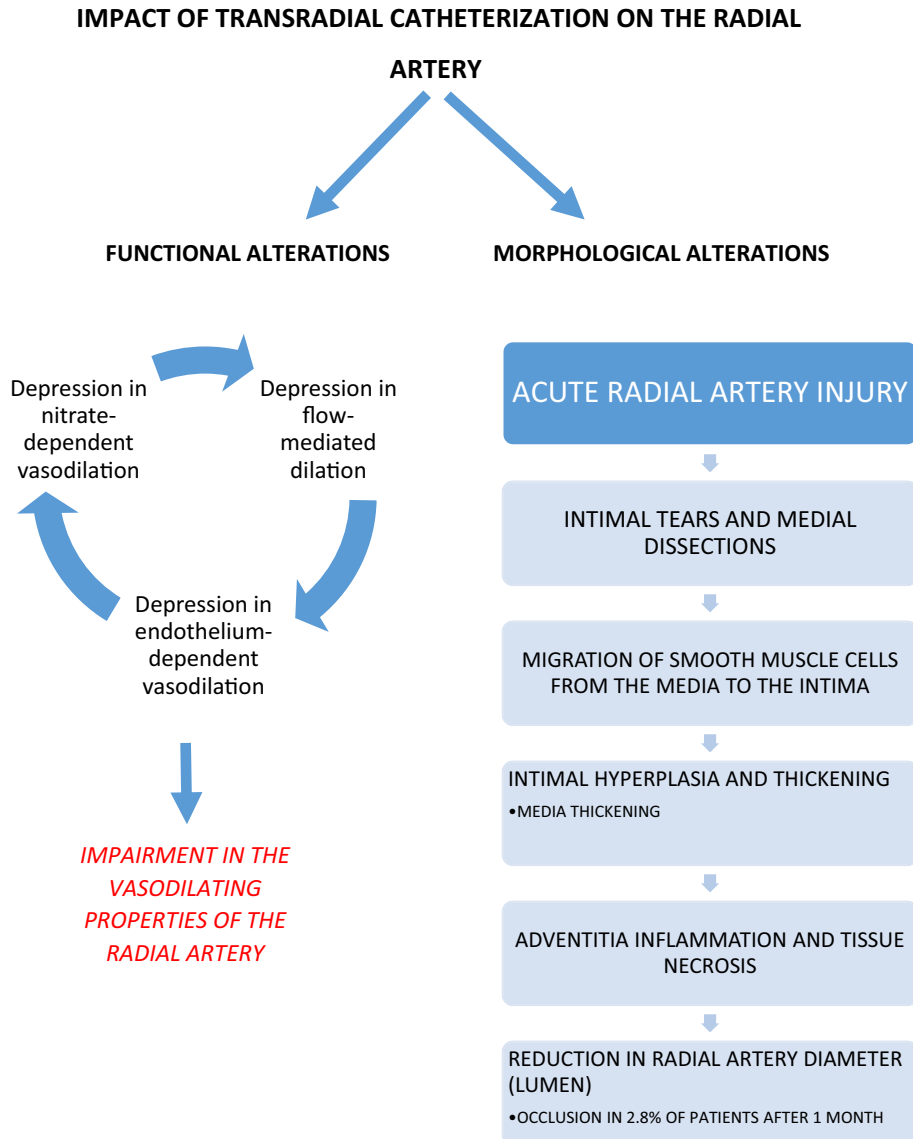 IMPACT OF TRANSRADIAL CATHETERIZATION ON THE RADIAL
ARTERY
FUNCTIONAL ALTERATIONS
Depression in
nitrate-
dependent
vasodilation
Depression in
flow-
mediated
dilation
Depression in
endothelium-
dependent
vasodilation
IMPAIRMENT IN THE
VASODILATING
PROPERTIES OF THE
RADIAL ARTERY
MORPHOLOGICAL ALTERATIONS
ACUTE RADIAL ARTERY INJURY
INTIMAL TEARS AND MEDIAL
DISSECTIONS
MIGRATION OF SMOOTH MUSCLE CELLS
FROM THE MEDIA TO THE INTIMA
INTIMAL HYPERPLASIA AND THICKENING
•MEDIA THICKENING
ADVENTITIA INFLAMMATION AND TISSUE
NECROSIS
REDUCTION IN RADIAL ARTERY DIAMETER
(LUMEN)
•OCCLUSION IN 2.8% OF PATIENTS AFTER 1 MONTH